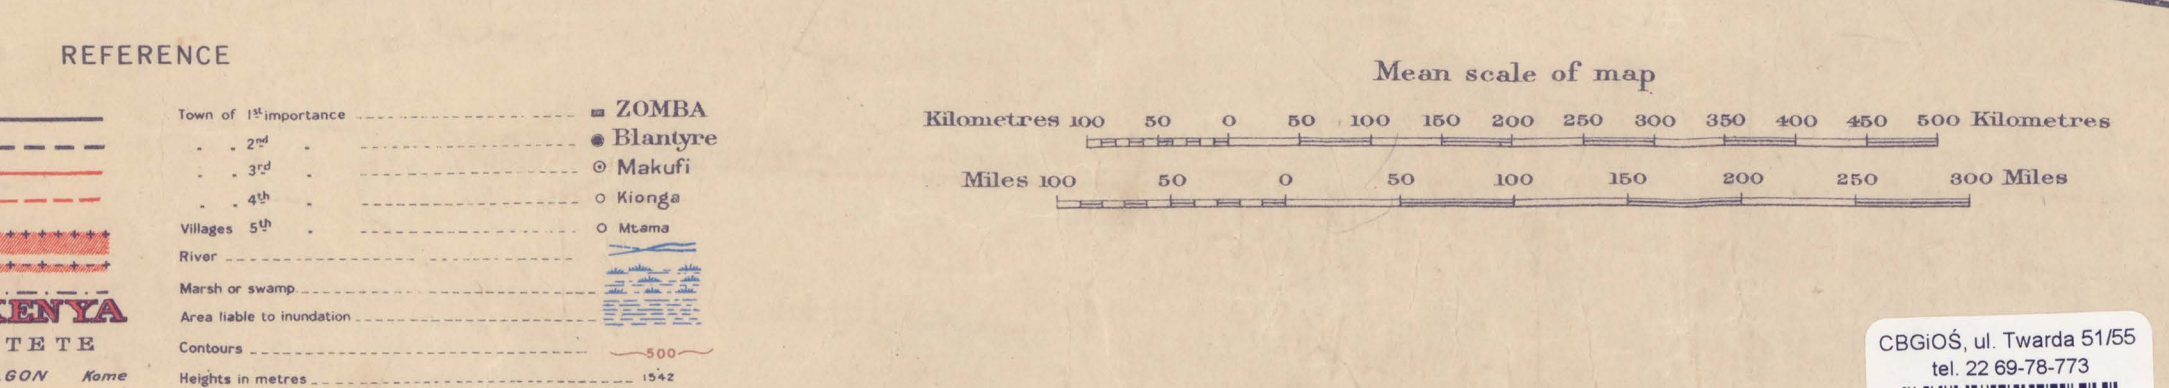 REFERENCE
Town of 1st importance ZOMBA
. . 2nd . Blantyre
. . 3rd . Makufi
. . 4th . Kionga
Villages 5th . Mtama
River
Marsh or swamp
Area liable to inundation
Contours 500
Heights in metres 1542
KENYA
TETE
GON Kome
Mean scale of map
Kilometres 100 50 0 50 100 150 200 250 300 350 400 450 500 Kilometres
Miles 100 50 0 50 100 150 200 250 300 Miles
CBGiOŚ, ul. Twarda 51/55
tel. 22 69-78-773